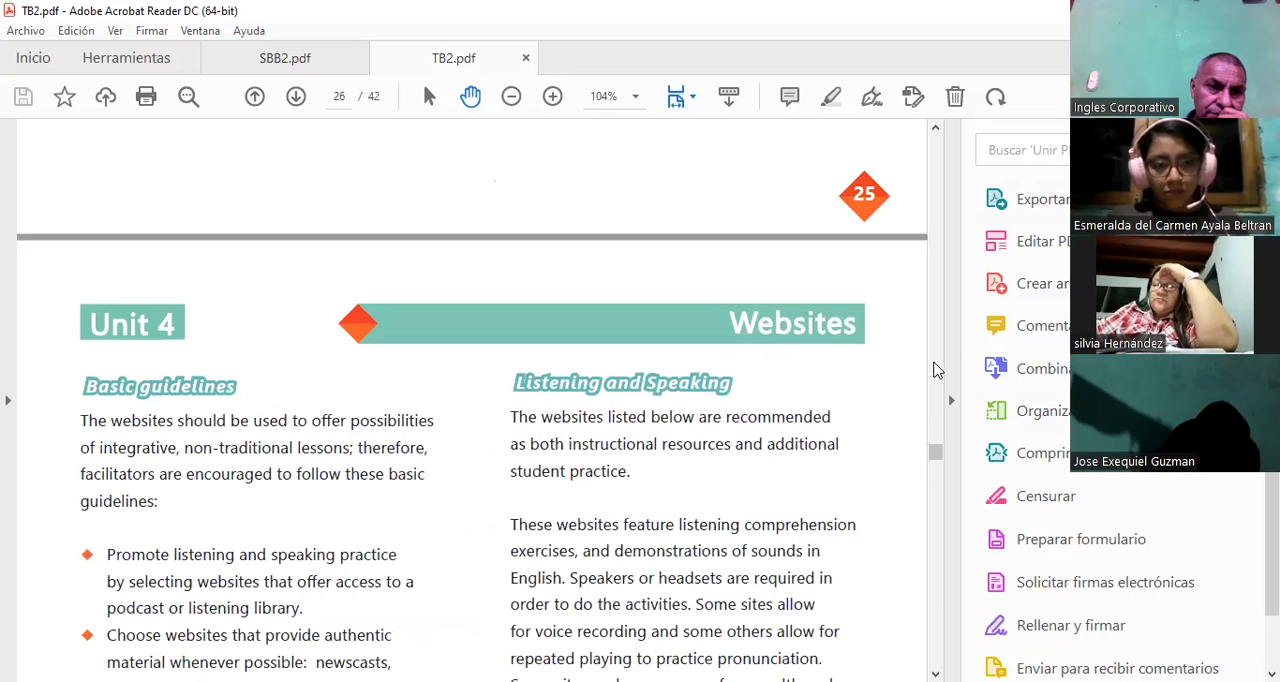 TB2.pdf - Adobe Acrobat Reader DC (64-bit)
Archivo Edición Ver Firmar Ventana Ayuda
Inicio Herramientas SBB2.pdf TB2.pdf ×
26 / 42 104%
25
Unit 4 Websites
Basic guidelines
The websites should be used to offer possibilities
of integrative, non-traditional lessons; therefore,
facilitators are encouraged to follow these basic
guidelines:
Promote listening and speaking practice
by selecting websites that offer access to a
podcast or listening library.
Choose websites that provide authentic
material whenever possible: newscasts,
Listening and Speaking
The websites listed below are recommended
as both instructional resources and additional
student practice.
These websites feature listening comprehension
exercises, and demonstrations of sounds in
English. Speakers or headsets are required in
order to do the activities. Some sites allow
for voice recording and some others allow for
repeated playing to practice pronunciation.
Buscar 'Unir P
Exportar
Editar PD
Crear ar
Comenta
Combina
Organiza
Comprim
Censurar
Preparar formulario
Solicitar firmas electrónicas
Rellenar y firmar
Enviar para recibir comentarios
Ingles Corporativo
Esmeralda del Carmen Ayala Beltran
silvia Hernández
Jose Exequiel Guzman